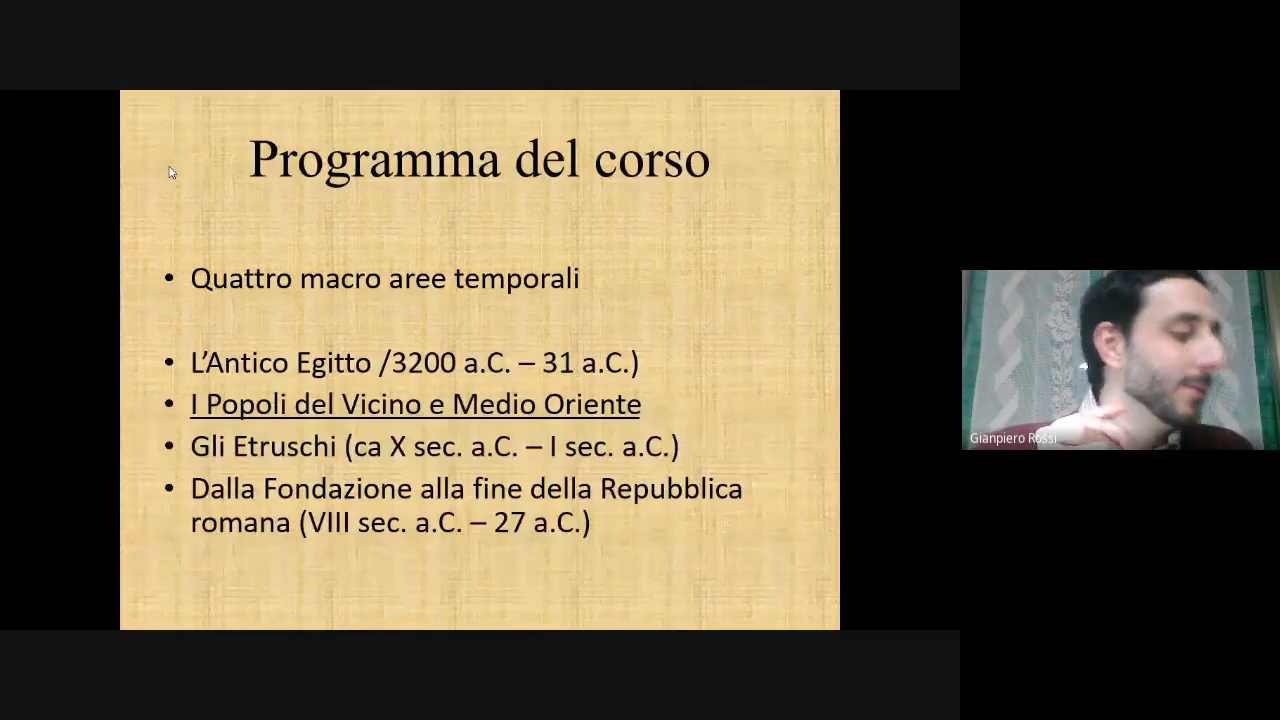 Programma del corso
• Quattro macro aree temporali
• L’Antico Egitto /3200 a.C. – 31 a.C.)
• I Popoli del Vicino e Medio Oriente
• Gli Etruschi (ca X sec. a.C. – I sec. a.C.)
• Dalla Fondazione alla fine della Repubblica
romana (VIII sec. a.C. – 27 a.C.)
Gianpiero Rossi